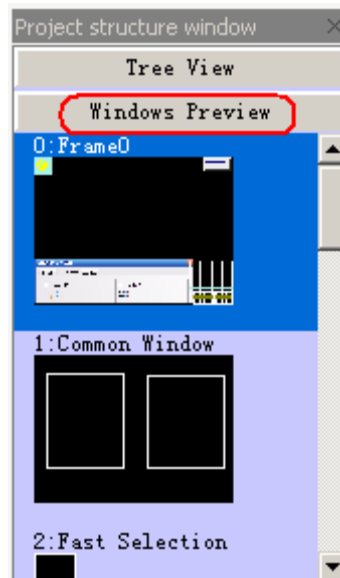 Project structure window
Tree View
Windows Preview
0:Frame0
1:Common Window
2:Fast Selection